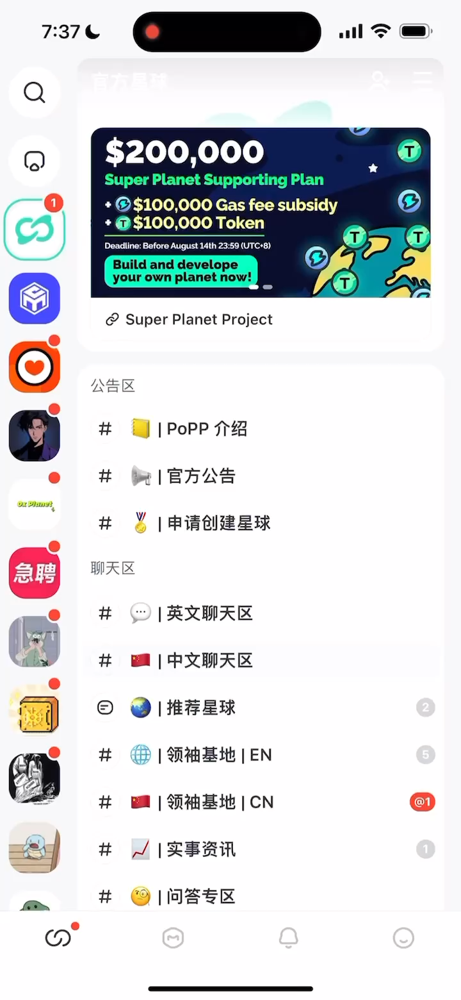 7:37
官方星球
$200,000
Super Planet Supporting Plan
+ $100,000 Gas fee subsidy
+ T $100,000 Token
Deadline: Before August 14th 23:59 (UTC+8)
Build and develope
your own planet now!
T
T
T
T
Super Planet Project
1
公告区
# | PoPP 介绍
# | 官方公告
# | 申请创建星球
0x Planet
聊天区
急聘
# | 英文聊天区
# | 中文聊天区
| 推荐星球 2
# | 领袖基地 | EN 5
# | 领袖基地 | CN @1
# | 实事资讯 1
# | 问答专区